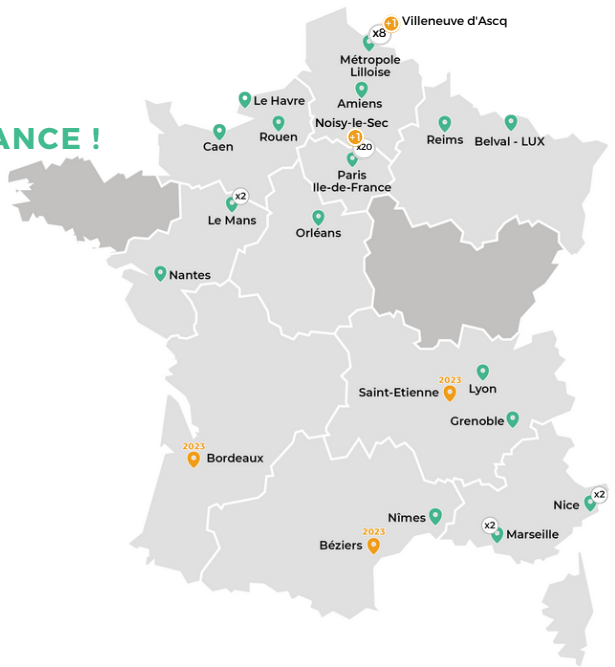 +1 Villeneuve d'Ascq
x8
Métropole
Lilloise
Le Havre
Amiens
Noisy-le-Sec
ANCE !
Caen
Rouen
+1
x20
Reims
Belval - LUX
Paris
Ile-de-France
x2
Le Mans
Orléans
Nantes
2023
Saint-Etienne
Lyon
Grenoble
2023
Bordeaux
x2
Nice
Nîmes
x2
Marseille
2023
Béziers